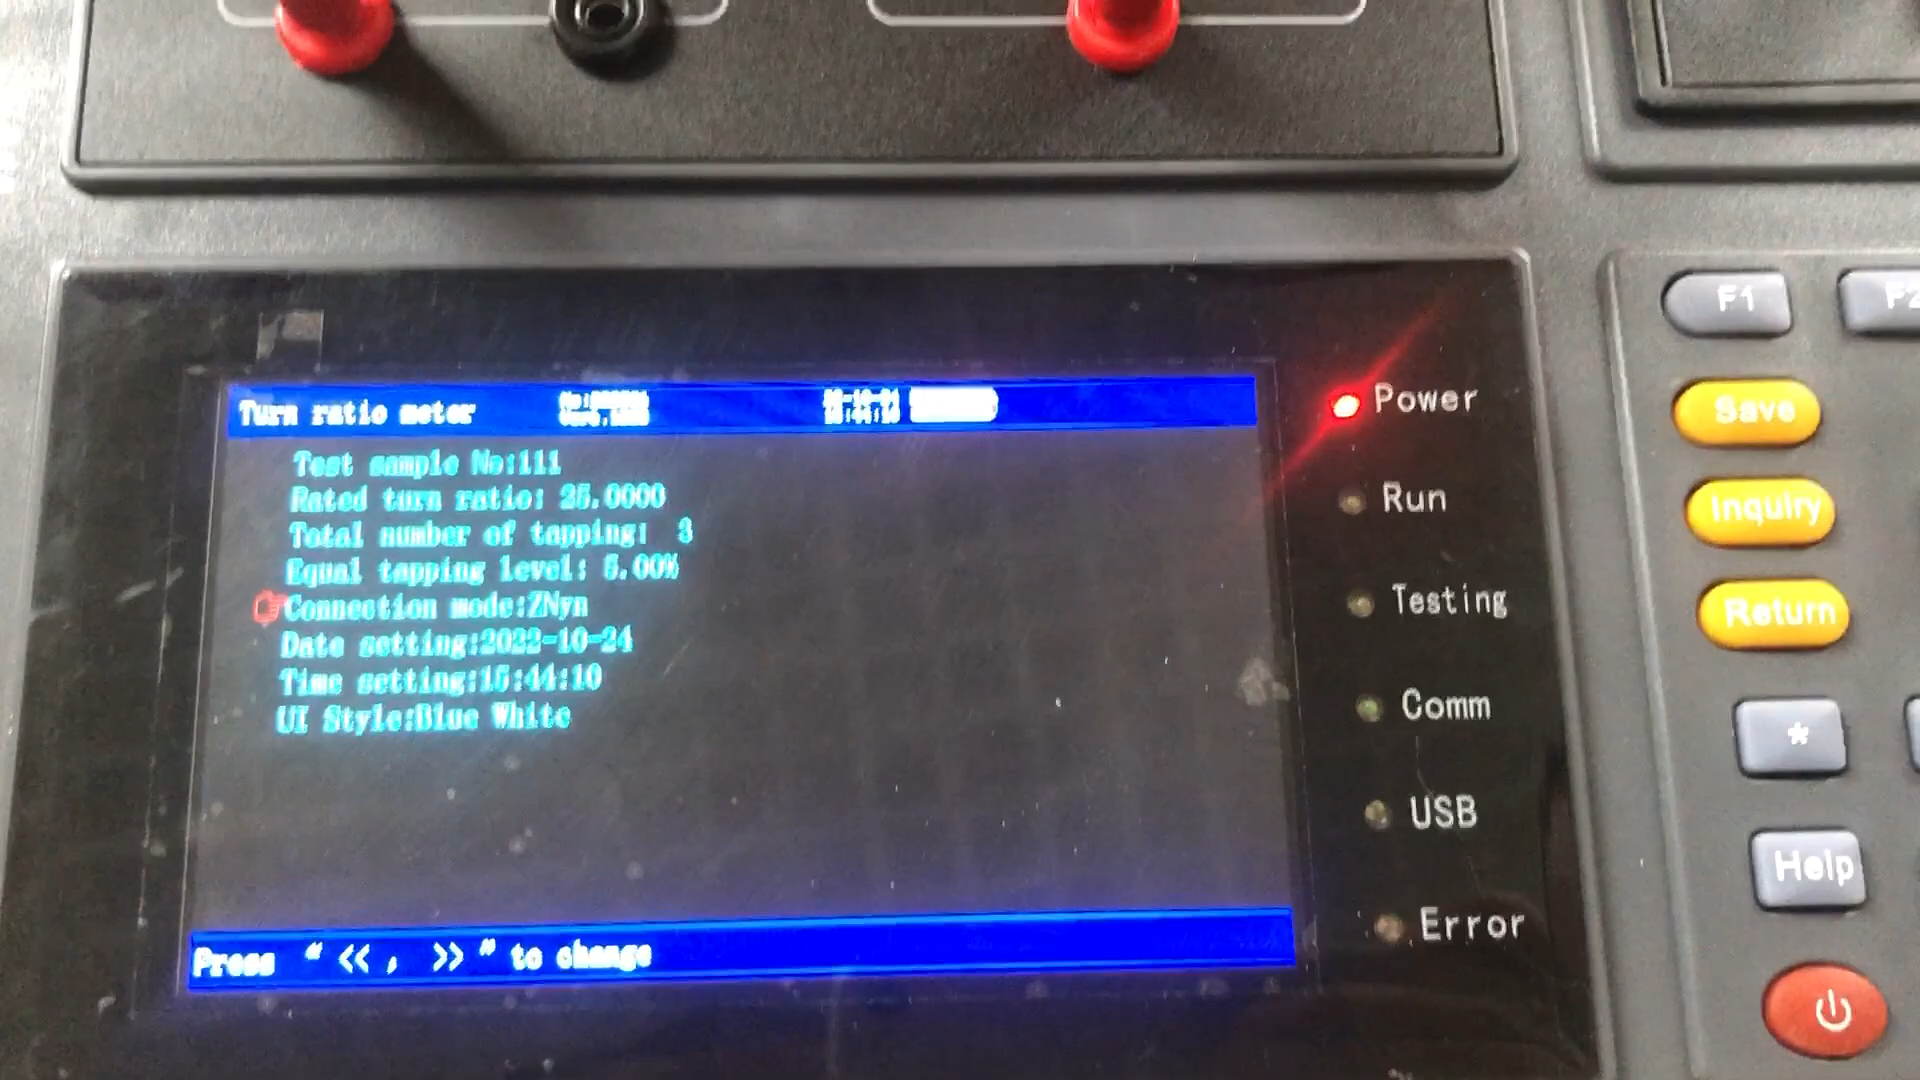 Turn ratio meter
Test sample No:111
Rated turn ratio: 25.0000
Total number of tapping: 3
Equal tapping level: 5.00%
Connection mode:ZNyn
Date setting:2022-10-24
Time setting:15:44:10
UI Style:Blue White
Press “ <<, >> ” to change
Power
Run
Testing
Comm
USB
Error
F1
F2
Save
Inquiry
Return
*
Help